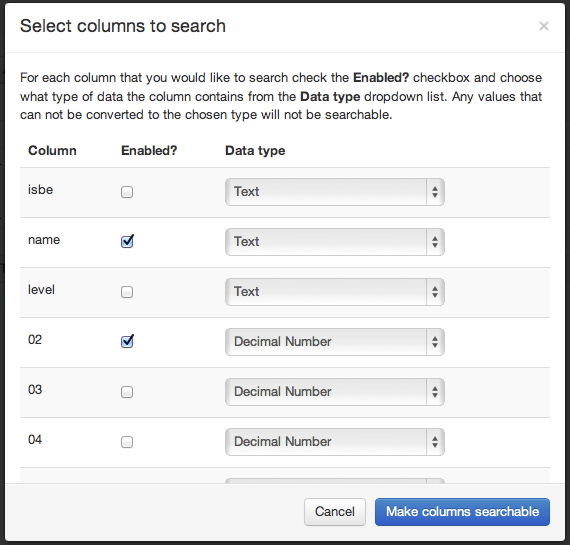 Select columns to search ×
For each column that you would like to search check the Enabled? checkbox and choose
what type of data the column contains from the Data type dropdown list. Any values that
can not be converted to the chosen type will not be searchable.
Column Enabled? Data type
isbe Text
name Text
level Text
02 Decimal Number
03 Decimal Number
04 Decimal Number
Cancel Make columns searchable